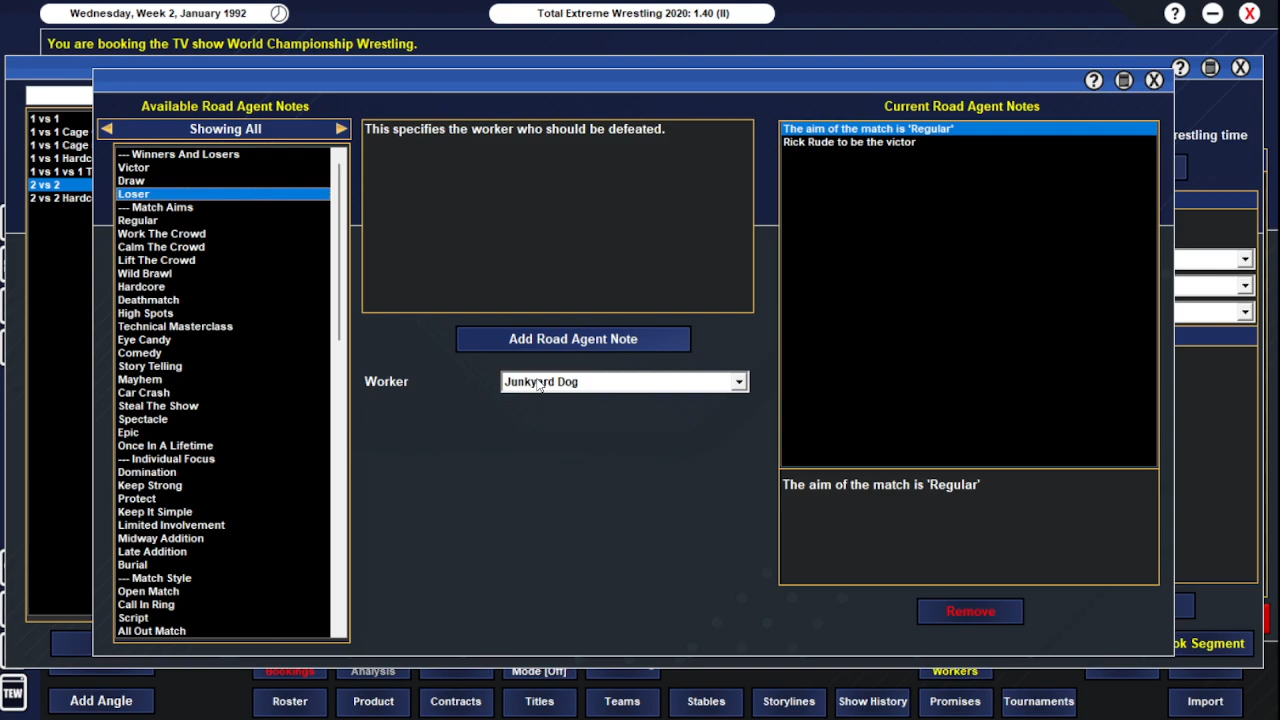 Wednesday, Week 2, January 1992
Total Extreme Wrestling 2020: 1.40 (II)
? X
You are booking the TV show World Championship Wrestling.
? X
? X
Available Road Agent Notes
Current Road Agent Notes
Showing All
1 vs 1
1 vs 1 Cage
1 vs 1 Cage
1 vs 1 Hardc
1 vs 1 vs 1 T
2 vs 2
2 vs 2 Hardc
--- Winners And Losers
Victor
Draw
Loser
--- Match Aims
Regular
Work The Crowd
Calm The Crowd
Lift The Crowd
Wild Brawl
Hardcore
Deathmatch
High Spots
Technical Masterclass
Eye Candy
Comedy
Story Telling
Mayhem
Car Crash
Steal The Show
Spectacle
Epic
Once In A Lifetime
--- Individual Focus
Domination
Keep Strong
Protect
Keep It Simple
Limited Involvement
Midway Addition
Late Addition
Burial
--- Match Style
Open Match
Call In Ring
Script
All Out Match
This specifies the worker who should be defeated.
Add Road Agent Note
Worker
Junkyard Dog
The aim of the match is 'Regular'
Rick Rude to be the victor
restling time
The aim of the match is 'Regular'
Remove
ok Segment
Bookings
Analysis
Mode [Off]
Workers
TEW
Add Angle
Roster
Product
Contracts
Titles
Teams
Stables
Storylines
Show History
Promises
Tournaments
Import